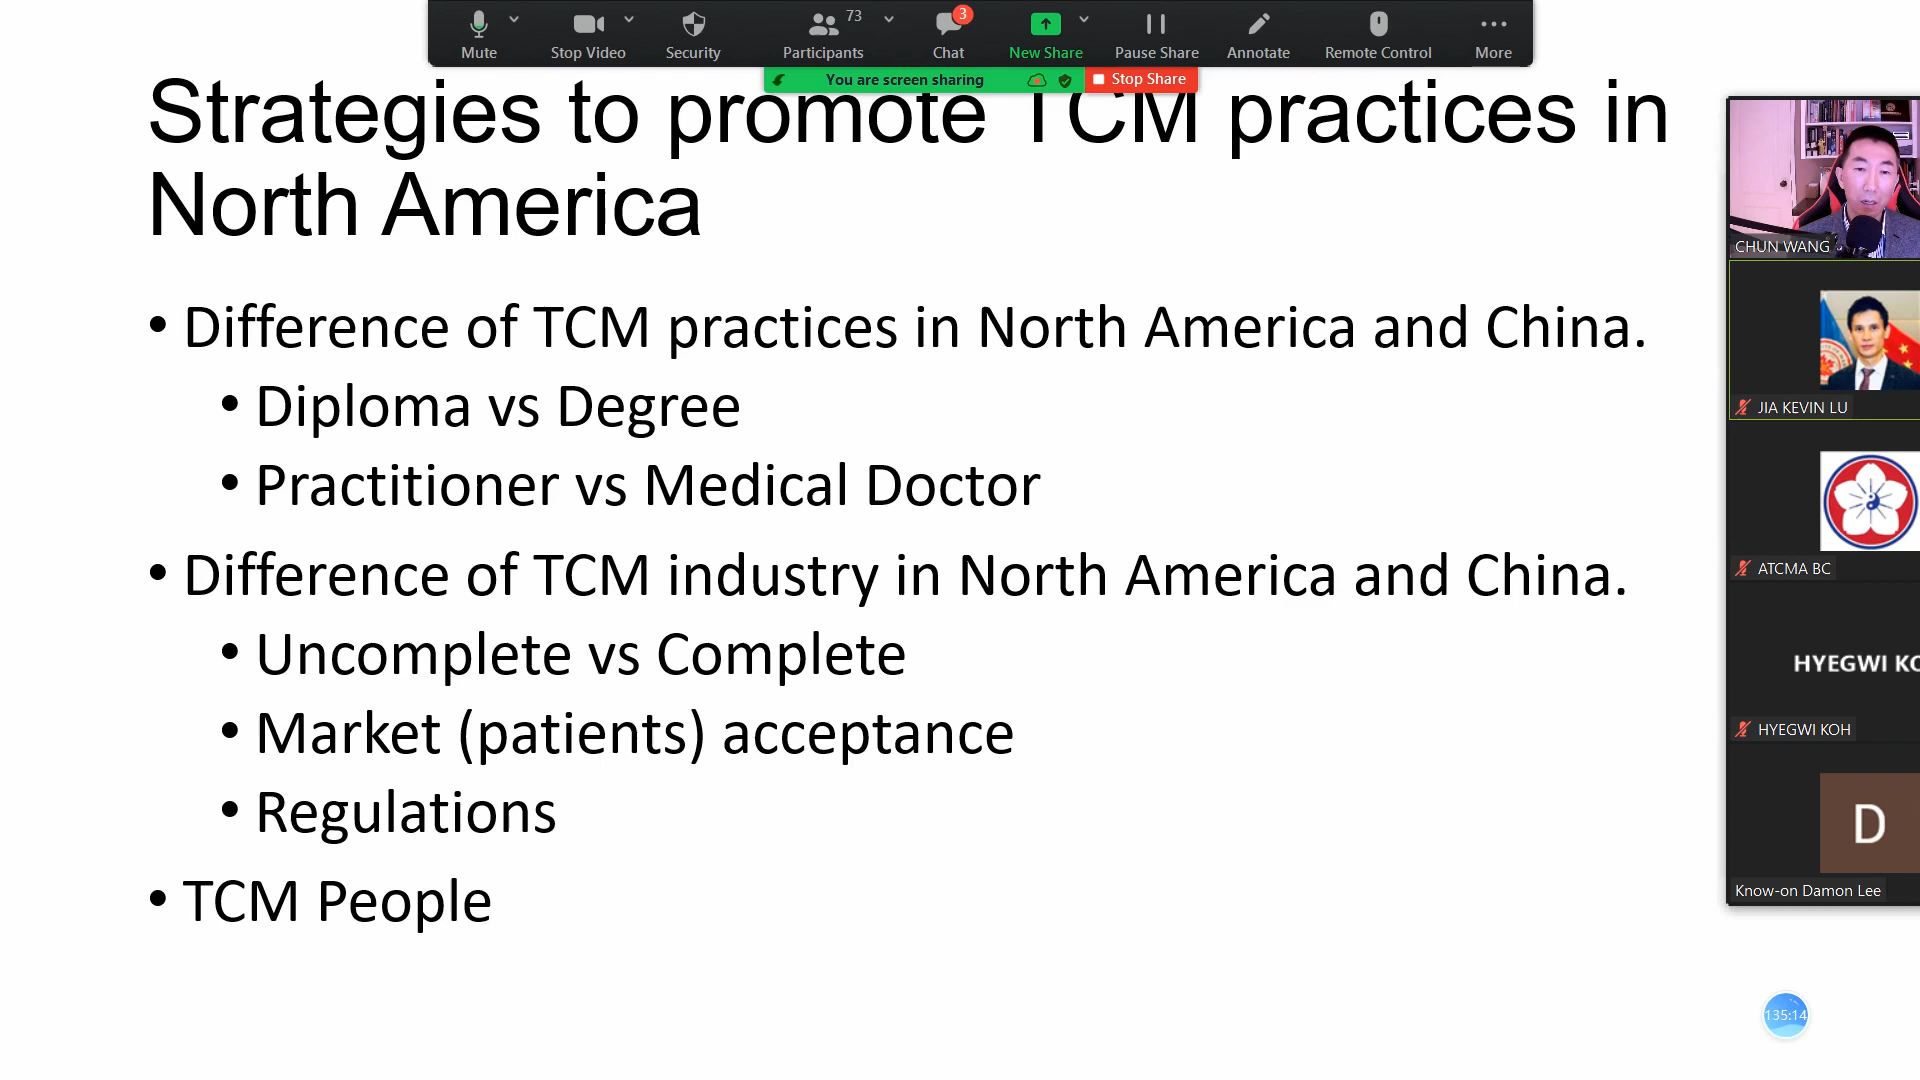 Mute
Stop Video
Security
73
Participants
3
Chat
New Share
Pause Share
Annotate
Remote Control
More
You are screen sharing
Stop Share
Strategies to promote TCM practices in
North America
• Difference of TCM practices in North America and China.
• Diploma vs Degree
• Practitioner vs Medical Doctor
• Difference of TCM industry in North America and China.
• Uncomplete vs Complete
• Market (patients) acceptance
• Regulations
• TCM People
CHUN WANG
JIA KEVIN LU
ATCMA BC
HYEGWI KO
HYEGWI KOH
D
Know-on Damon Lee
135:14